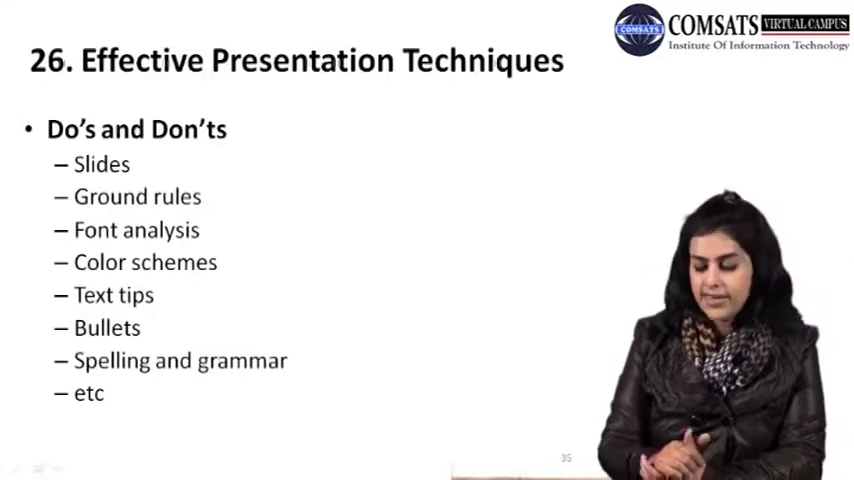 COMSATS VIRTUAL CAMPUS
COMSATS
Institute Of Information Technology
26. Effective Presentation Techniques
• Do's and Don'ts
– Slides
– Ground rules
– Font analysis
– Color schemes
– Text tips
– Bullets
– Spelling and grammar
– etc
35